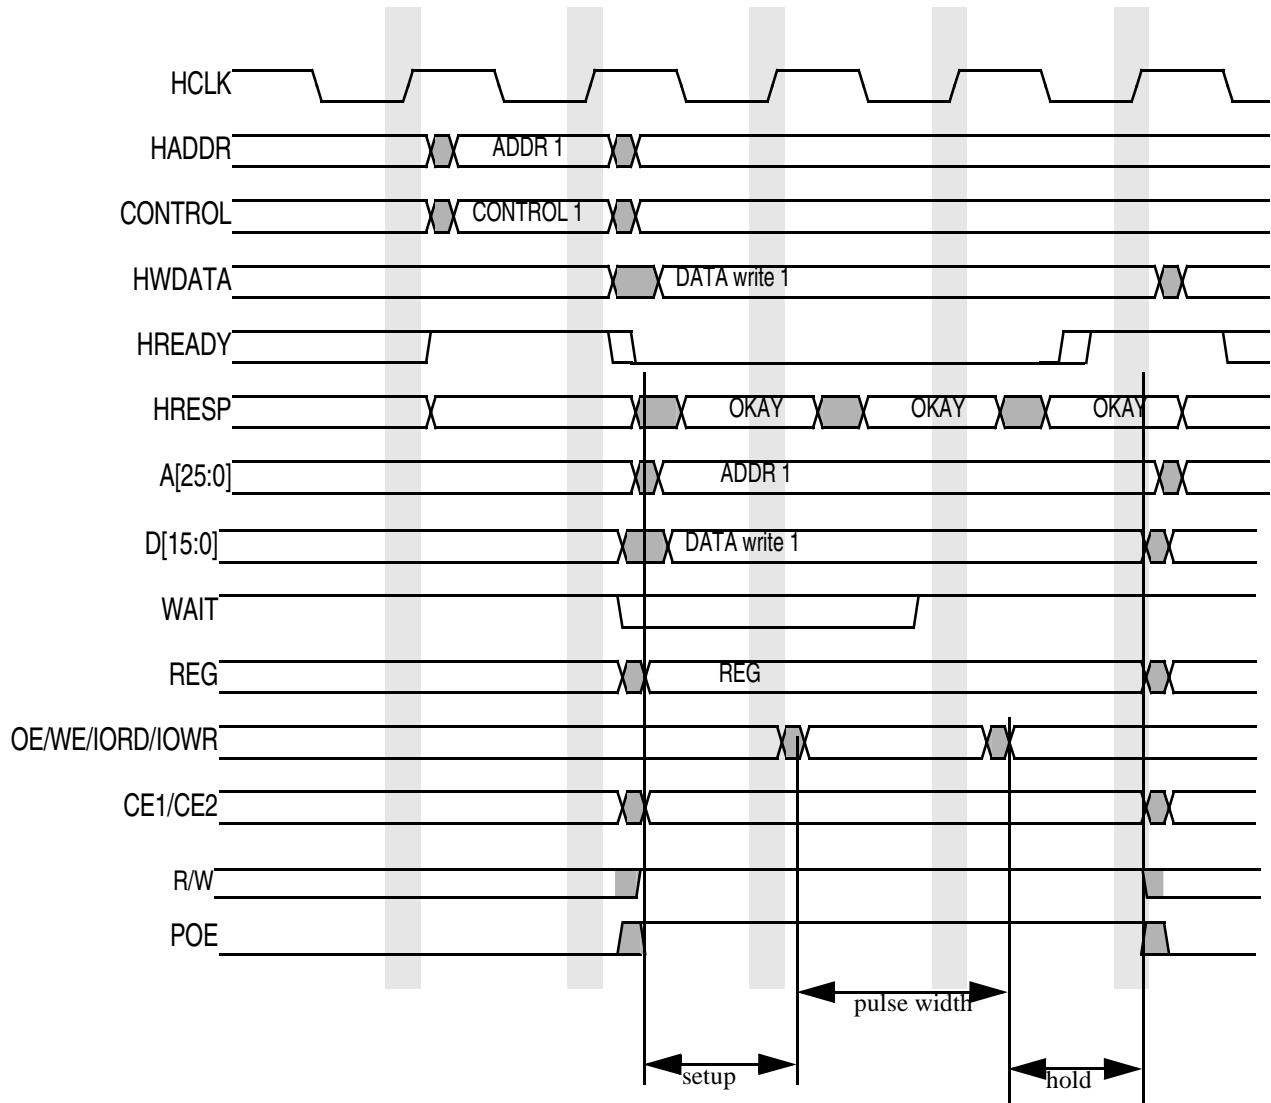 HCLK
HADDR ADDR 1
CONTROL CONTROL 1
HWDATA DATA write 1
HREADY
HRESP OKAY OKAY OKAY
A[25:0] ADDR 1
D[15:0] DATA write 1
WAIT
REG REG
OE/WE/IORD/IOWR
CE1/CE2
R/W
POE
pulse width
setup
hold